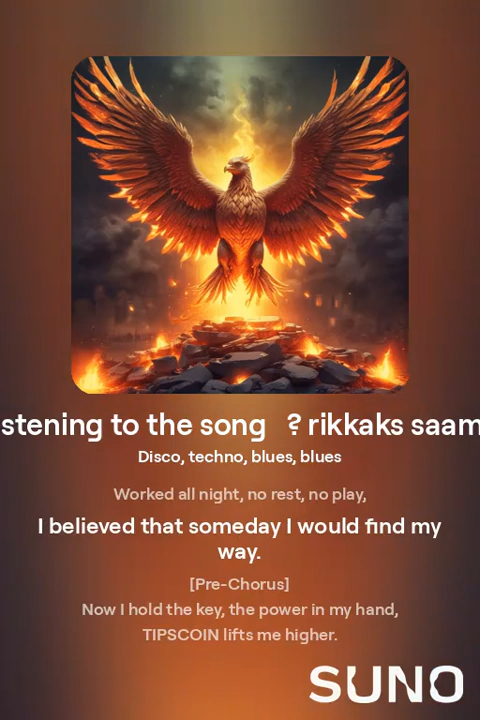 stening to the song ? rikkaks saam
Disco, techno, blues, blues
Worked all night, no rest, no play,
I believed that someday I would find my
way.
[Pre-Chorus]
Now I hold the key, the power in my hand,
TIPSCOIN lifts me higher.
SUNO